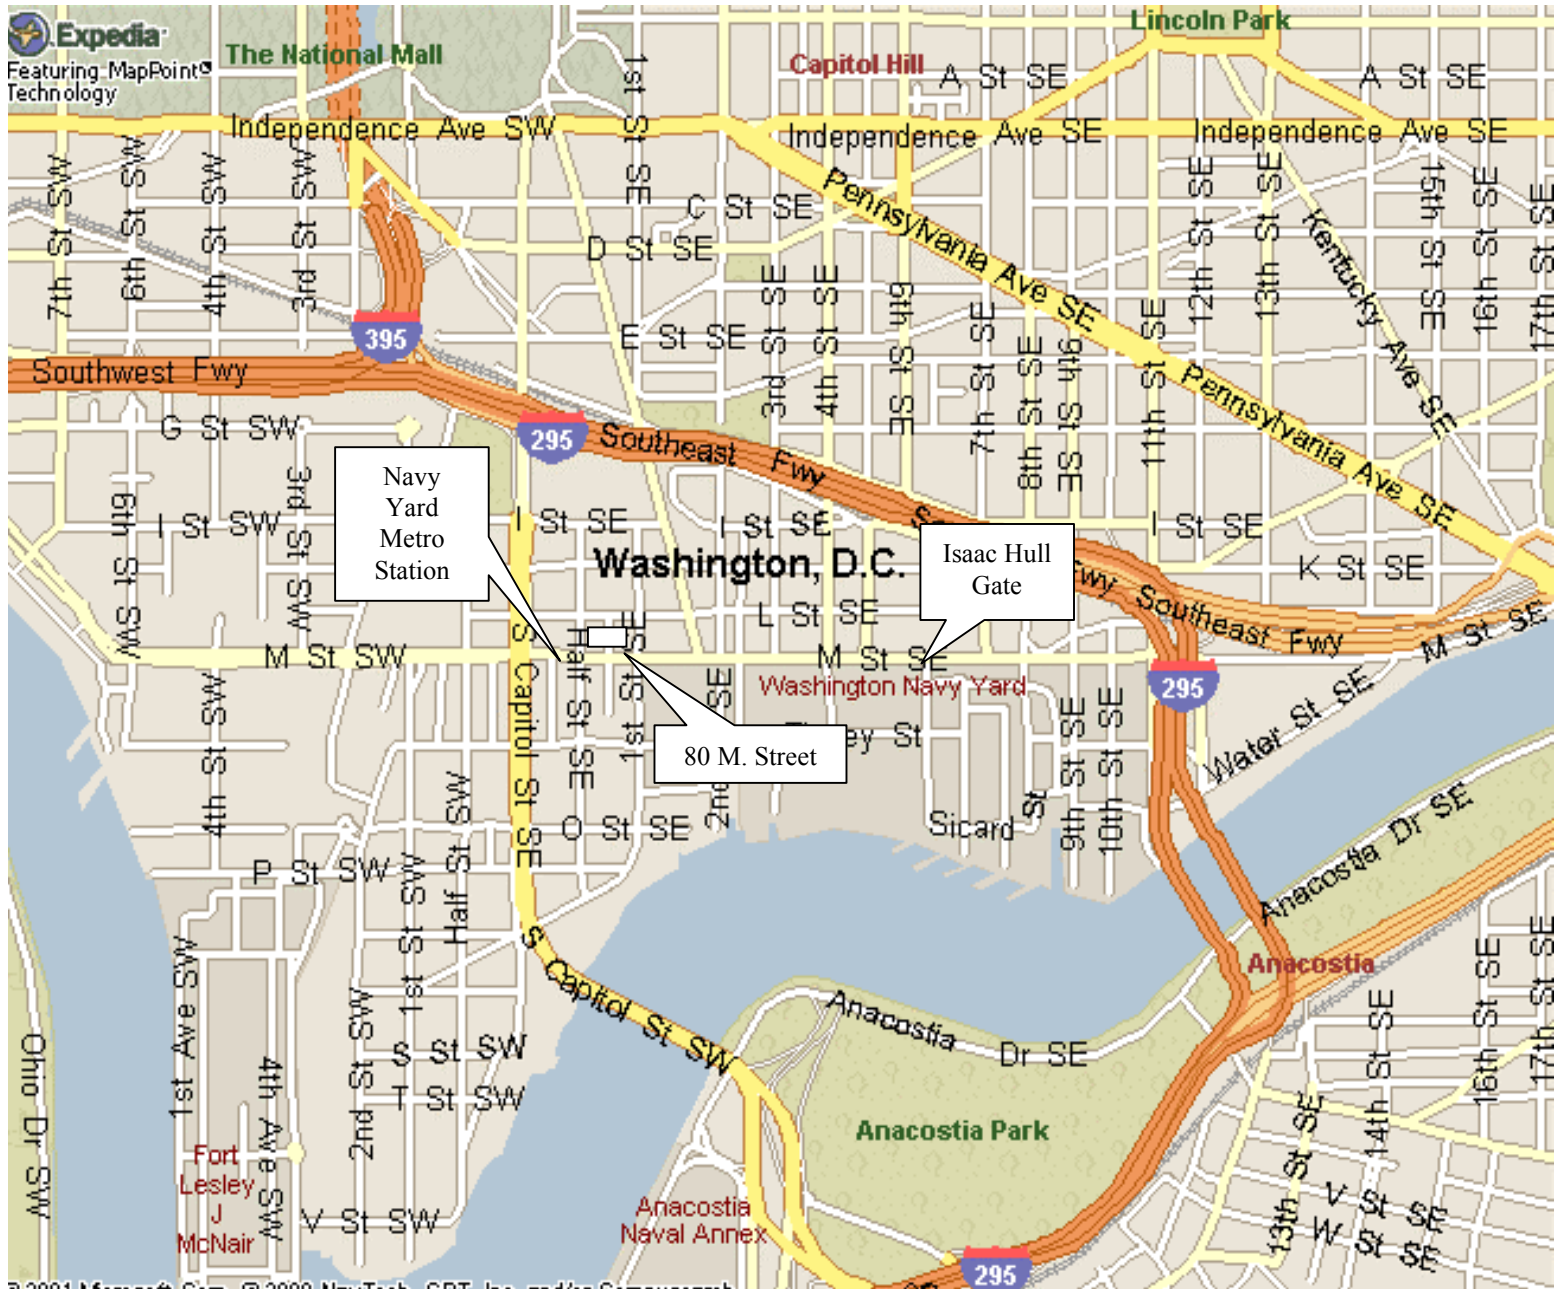 Expedia
Featuring MapPoint®
Technology
The National Mall
Capitol Hill
Lincoln Park
A St SE
A St SE
1st St SE
Independence Ave SW
Independence Ave SE
Independence Ave SE
7th St SW
6th St SW
4th St SW
3rd St SW
C St SE
D St SE
Pennsylvania Ave SE
12th St SE
13th St SE
Kentucky Ave SE
15th St SE
16th St SE
17th St SE
3rd St SE
4th St SE
6th St SE
7th St SE
8th St SE
9th St SE
11th St SE
E St SE
395
Southwest Fwy
Pennsylvania Ave SE
G St SW
295
Southeast Fwy
Navy
Yard
Metro
Station
6th St SW
I St SW
3rd St SW
I St SE
I St SE
I St SE
Washington, D.C.
Isaac Hull
Gate
Fwy
Southeast Fwy
K St SE
L St SE
M St SW
M St SE
M St SE
S Capitol St SE
Half St SE
1st St SE
Washington Navy Yard
295
Water St SE
80 M. Street
4th St SW
Half St SW
O St SE
Sicard St
9th St SE
10th St SE
P St SW
1st St SW
Anacostia Dr SE
S Capitol St SW
1st Ave SW
2nd St SW
Anacostia
Anacostia Dr SE
Ohio Dr SW
S St SW
T St SW
4th Ave SW
14th St SE
16th St SE
17th St SE
13th St SE
Anacostia Park
Fort
Lesley
J
McNair
V St SW
Anacostia
Naval Annex
V St SE
W St SE
295